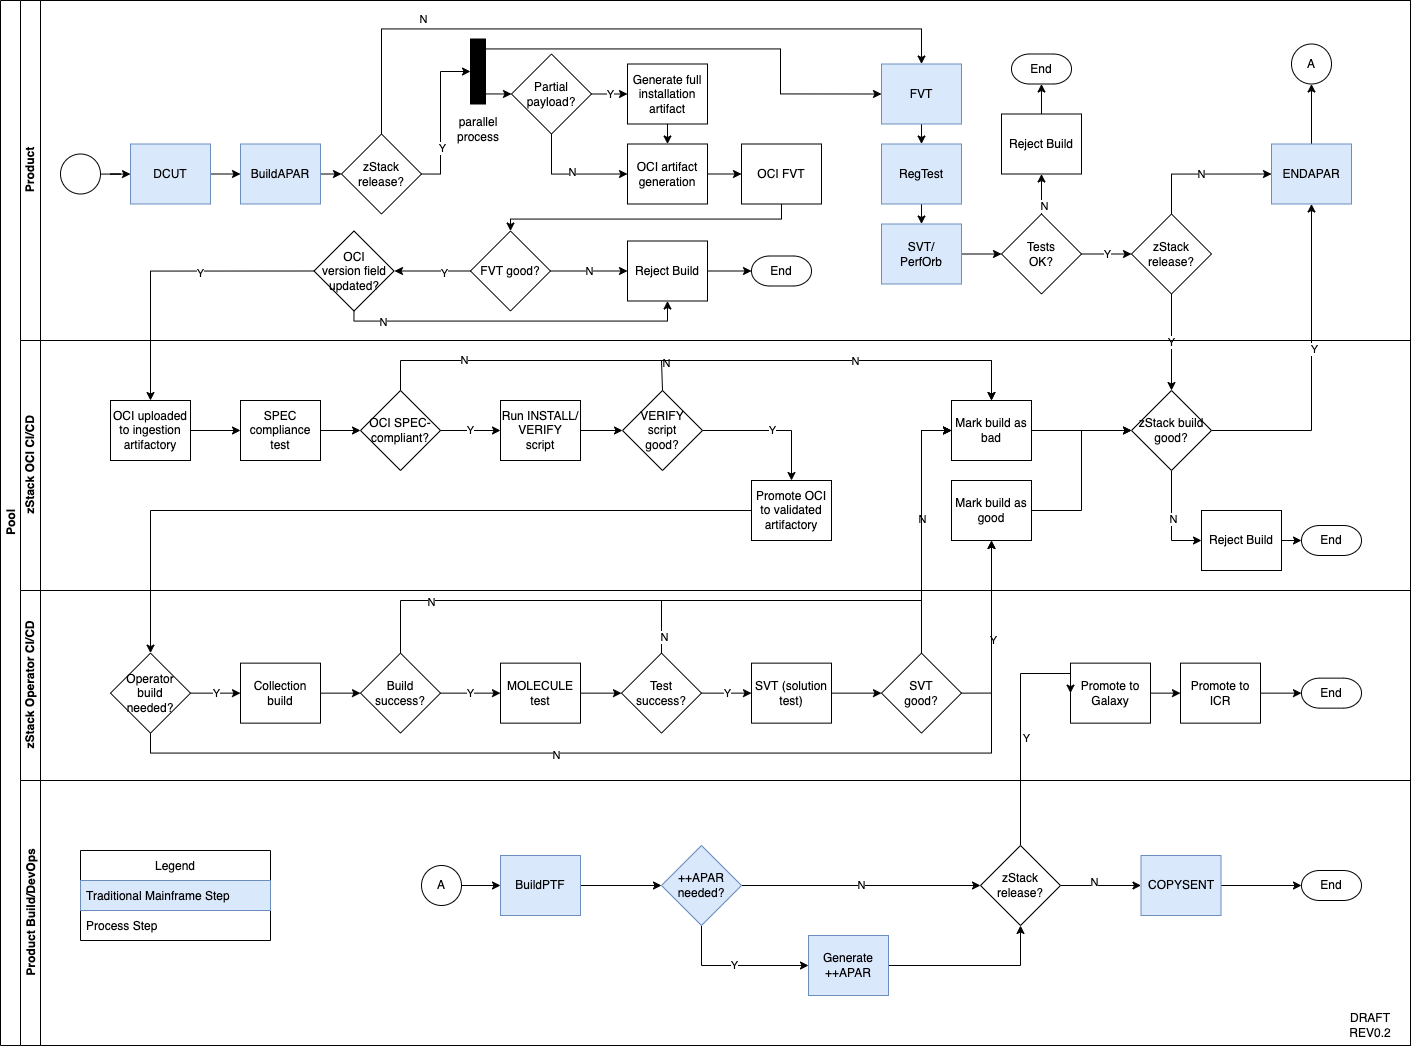 Pool
Product
N
parallel
process
Partial
payload?
Y
Generate full
installation
artifact
FVT
End
A
DCUT
BuildAPAR
zStack
release?
Y
N
OCI artifact
generation
OCI FVT
RegTest
Reject Build
N
zStack
release?
N
ENDAPAR
SVT/
PerfOrb
Tests
OK?
Y
Y
OCI
version field
updated?
Y
FVT good?
N
Reject Build
End
N
Y
Y
zStack OCI CI/CD
N
N
N
OCI uploaded
to ingestion
artifactory
SPEC
compliance
test
OCI SPEC-
compliant?
Y
Run INSTALL/
VERIFY
script
VERIFY
script
good?
Y
Mark build as
bad
zStack build
good?
Promote OCI
to validated
artifactory
N
Mark build as
good
N
Reject Build
End
zStack Operator CI/CD
N
N
Y
Operator
build
needed?
Y
Collection
build
Build
success?
Y
MOLECULE
test
Test
success?
Y
SVT (solution
test)
SVT
good?
Promote to
Galaxy
Promote to
ICR
End
N
Y
Product Build/DevOps
Legend
Traditional Mainframe Step
Process Step
A
BuildPTF
++APAR
needed?
N
zStack
release?
N
COPYSENT
End
Y
Generate
++APAR
DRAFT
REV0.2